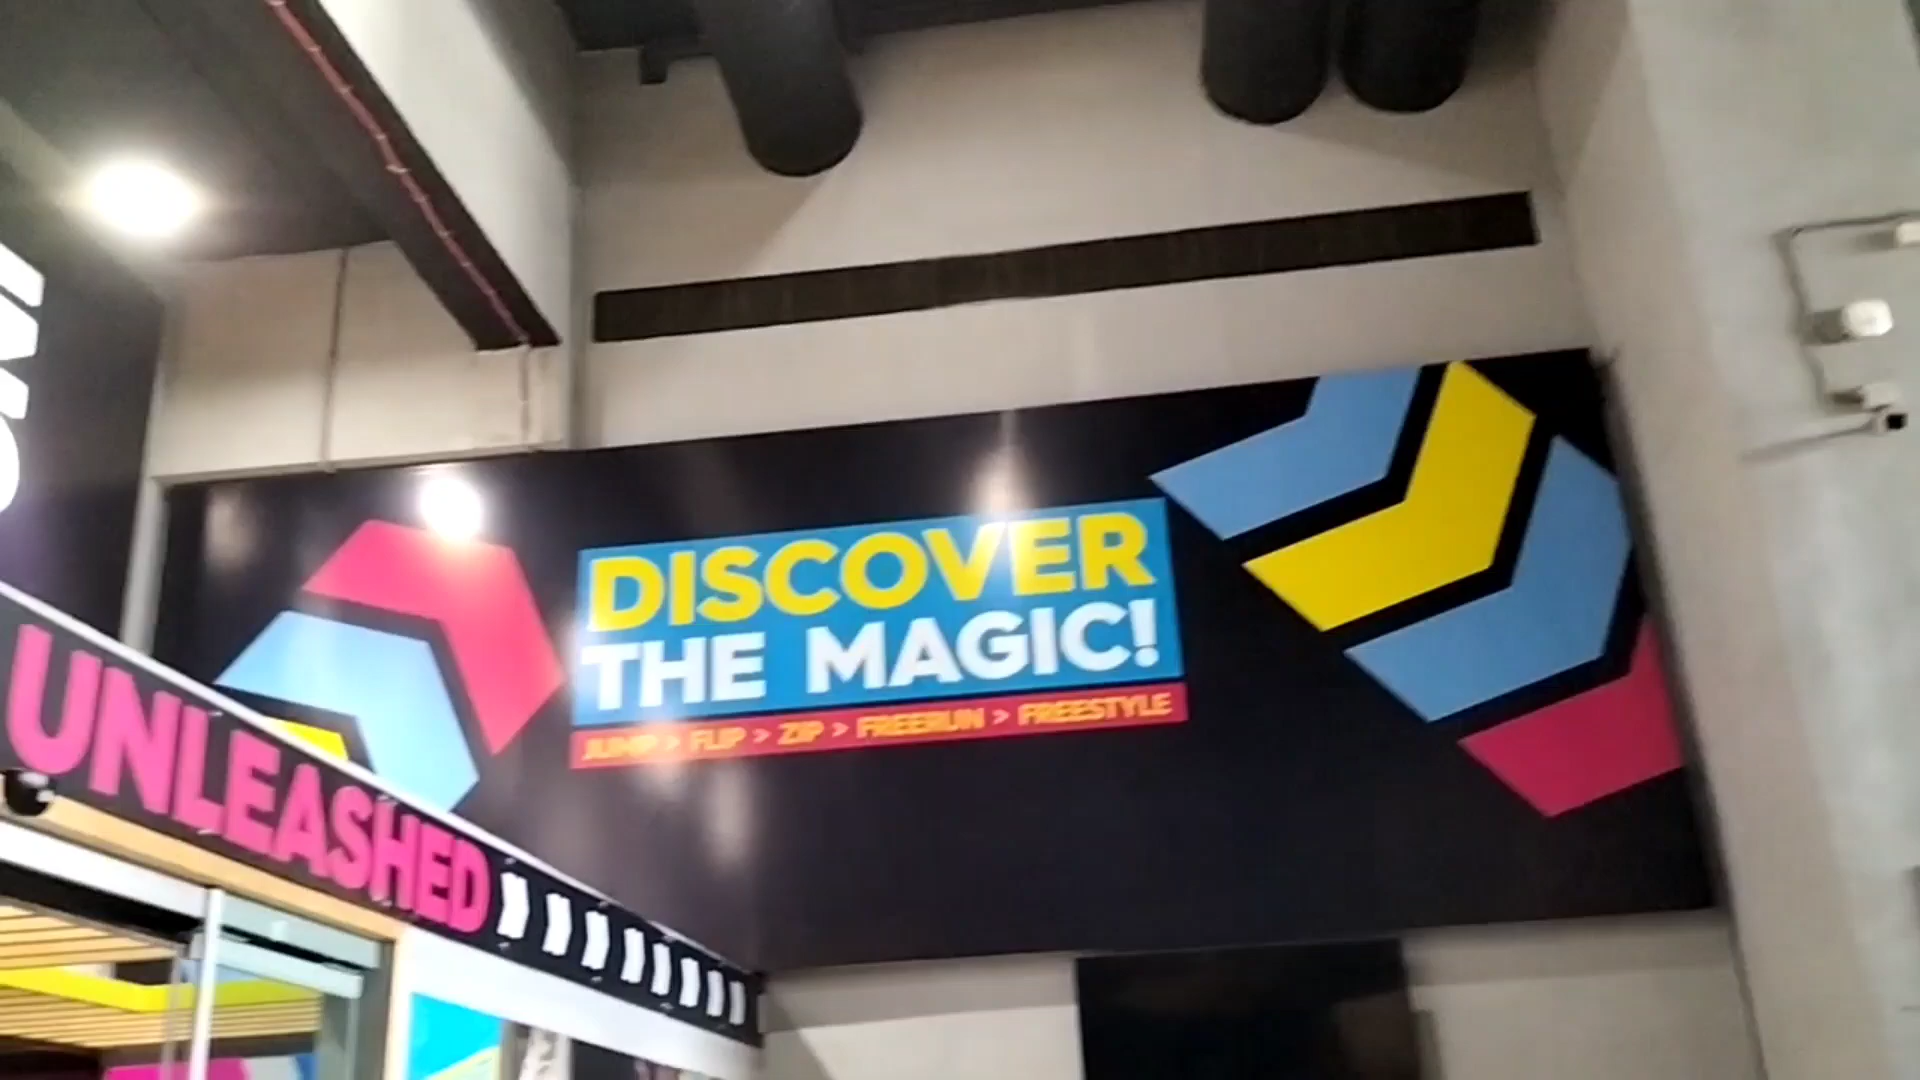 DISCOVER
THE MAGIC!
JUMP > FLIP > ZIP > FREERUN > FREESTYLE
UNLEASHED